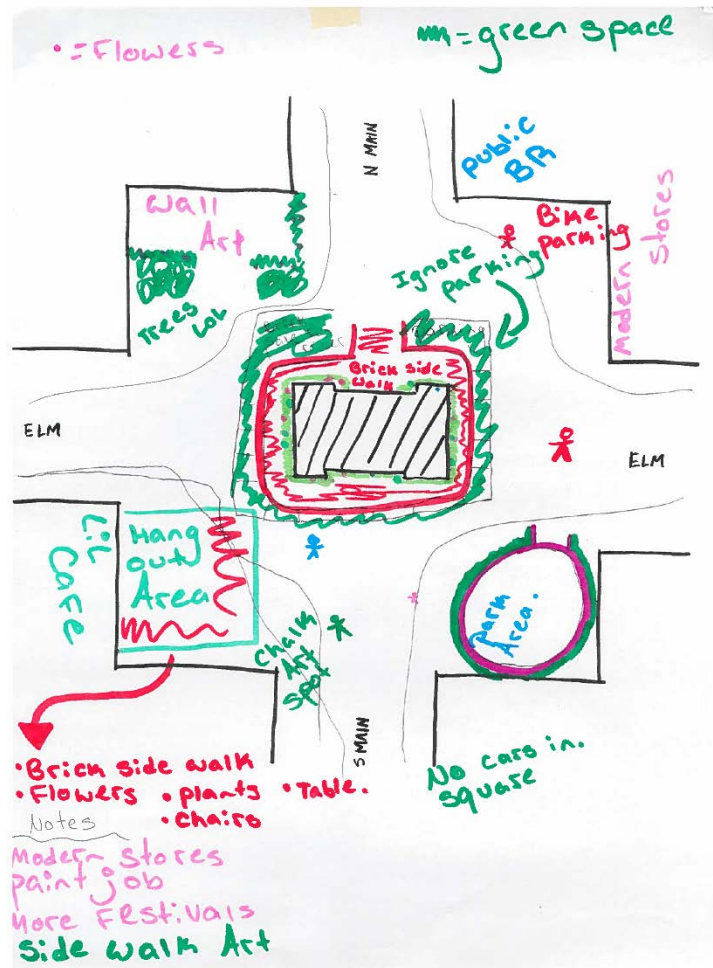 • = Flowers
= green space
N MAIN
Public
BR
Wall
Art
Trees
LOL
Bike
parking
Modern Stores
Ignore
parking
Brick side
walk
ELM
ELM
LiL
Cafe
Hang
out
Area
Chalk
Art
Spot
Park
Area.
S MAIN
No cars in.
square
• Brick side walk
• Flowers • plants • Table.
• chairs
Notes
Modern Stores
paint job
More Festivals
Side walk Art